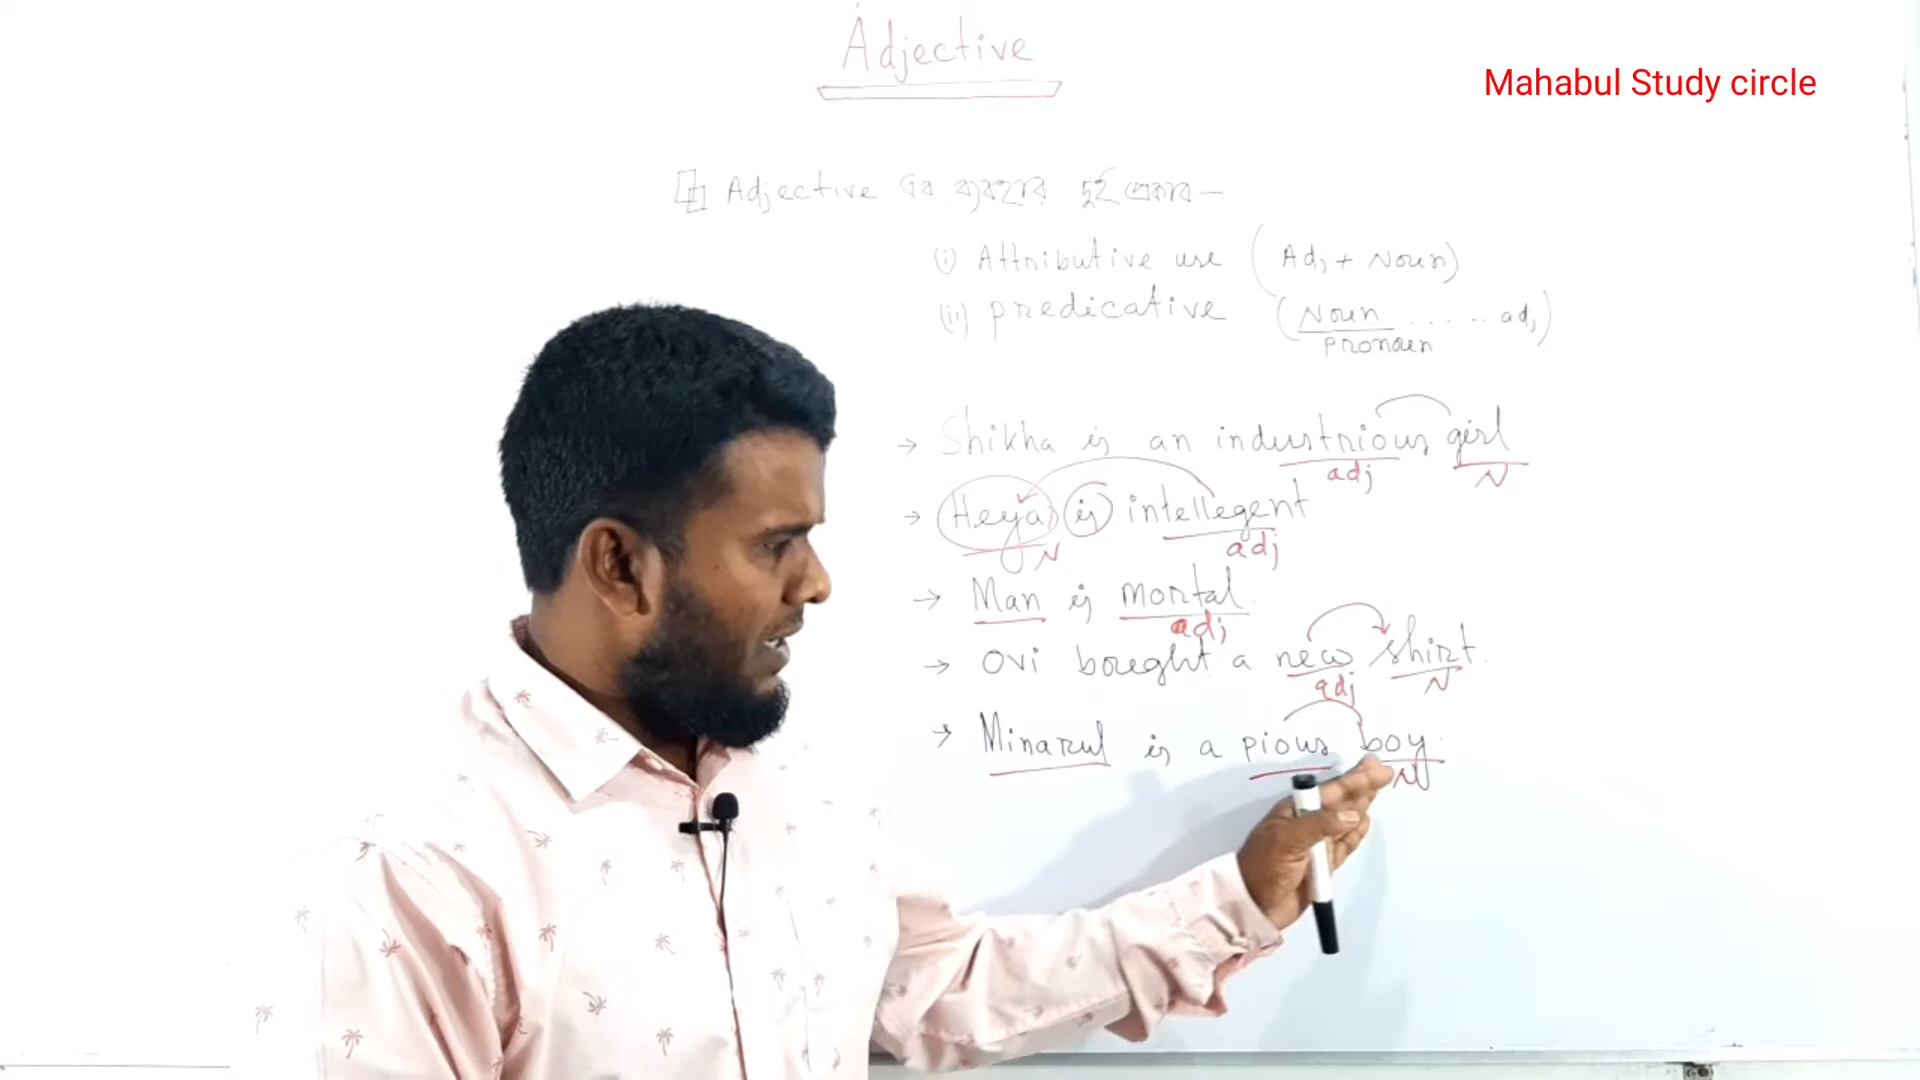 Adjective
Mahabul Study circle
Adjective এর ব্যবহার দুই প্রকার —
(i) Attributive use (Adj + Noun)
(ii) predicative (Noun ...... adj)
pronoun
→ Shikha is an industrious girl
adj N
→ Heya is intellegent
N adj
→ Man is mortal.
adj
→ Ovi bought a new shirt.
adj N
→ Minarul is a pious boy.
N